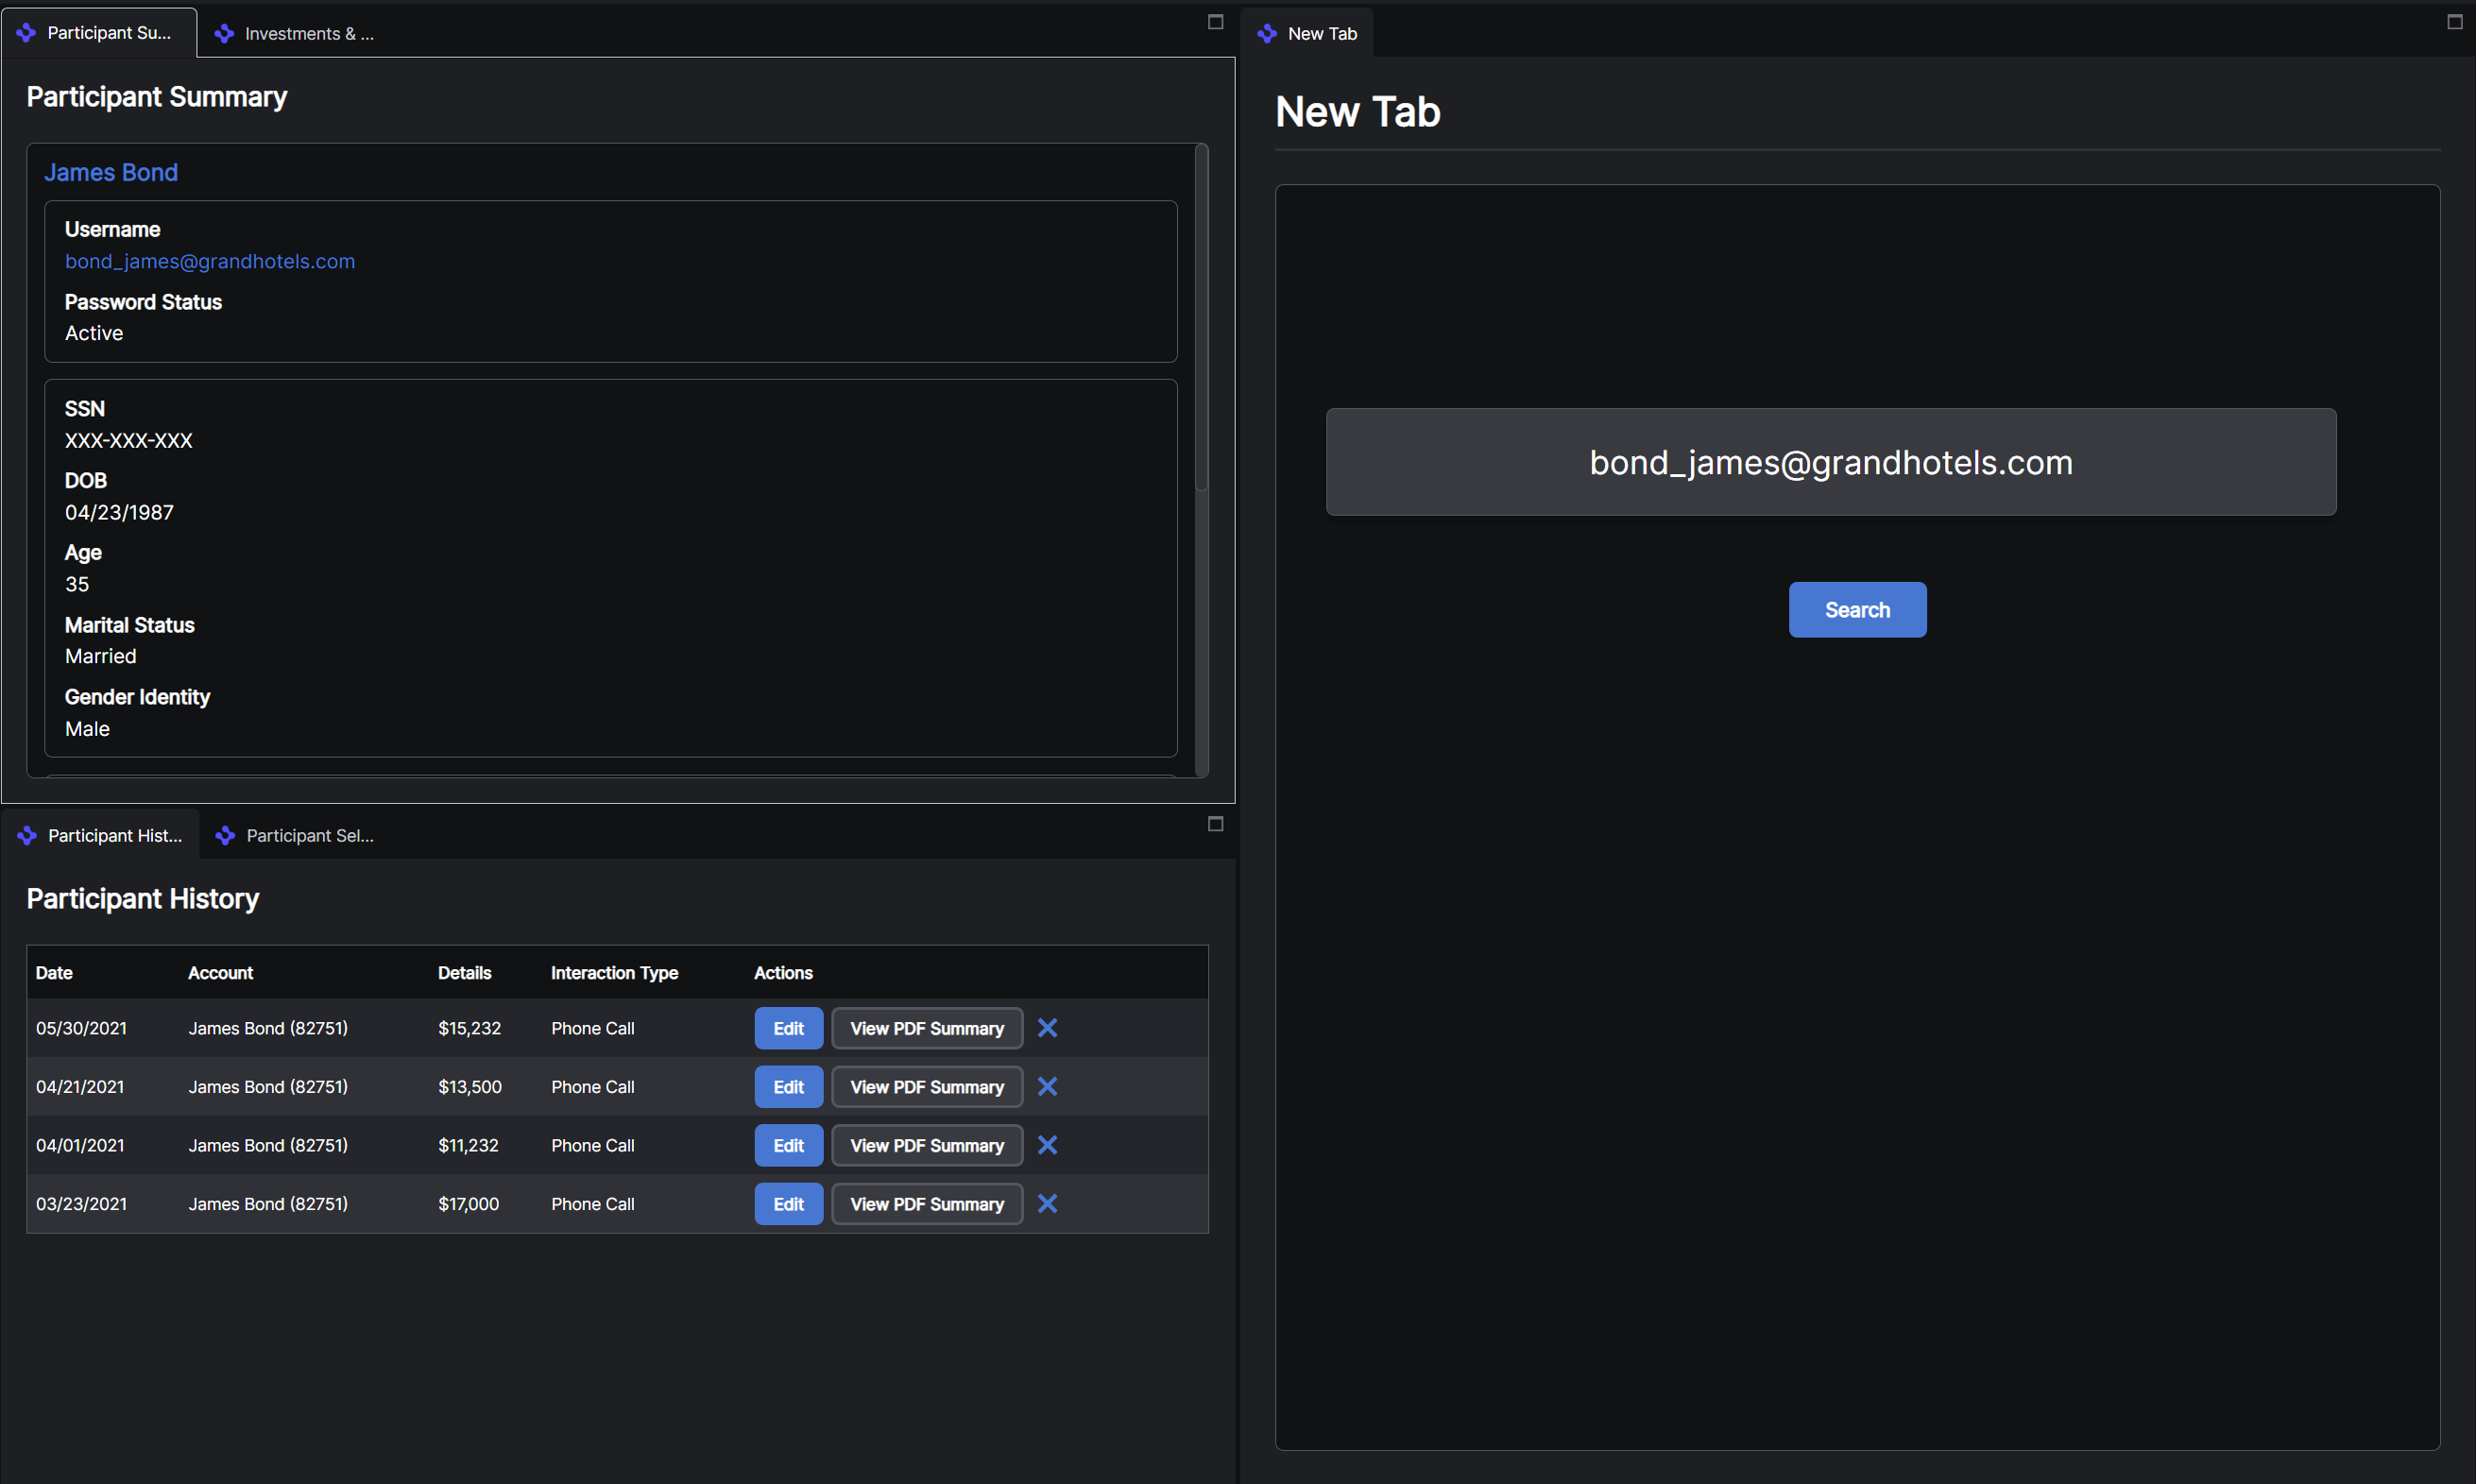 Participant Su...
Investments & ...
Participant Summary
James Bond
Username
bond_james@grandhotels.com
Password Status
Active
SSN
XXX-XXX-XXX
DOB
04/23/1987
Age
35
Marital Status
Married
Gender Identity
Male
Participant Hist...
Participant Sel...
Participant History
Date Account Details Interaction Type Actions
05/30/2021 James Bond (82751) $15,232 Phone Call Edit View PDF Summary
04/21/2021 James Bond (82751) $13,500 Phone Call Edit View PDF Summary
04/01/2021 James Bond (82751) $11,232 Phone Call Edit View PDF Summary
03/23/2021 James Bond (82751) $17,000 Phone Call Edit View PDF Summary
New Tab
New Tab
bond_james@grandhotels.com
Search